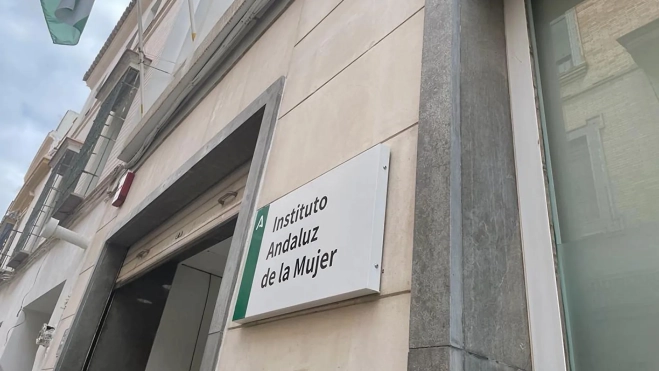 A
Instituto
Andaluz
de la Mujer